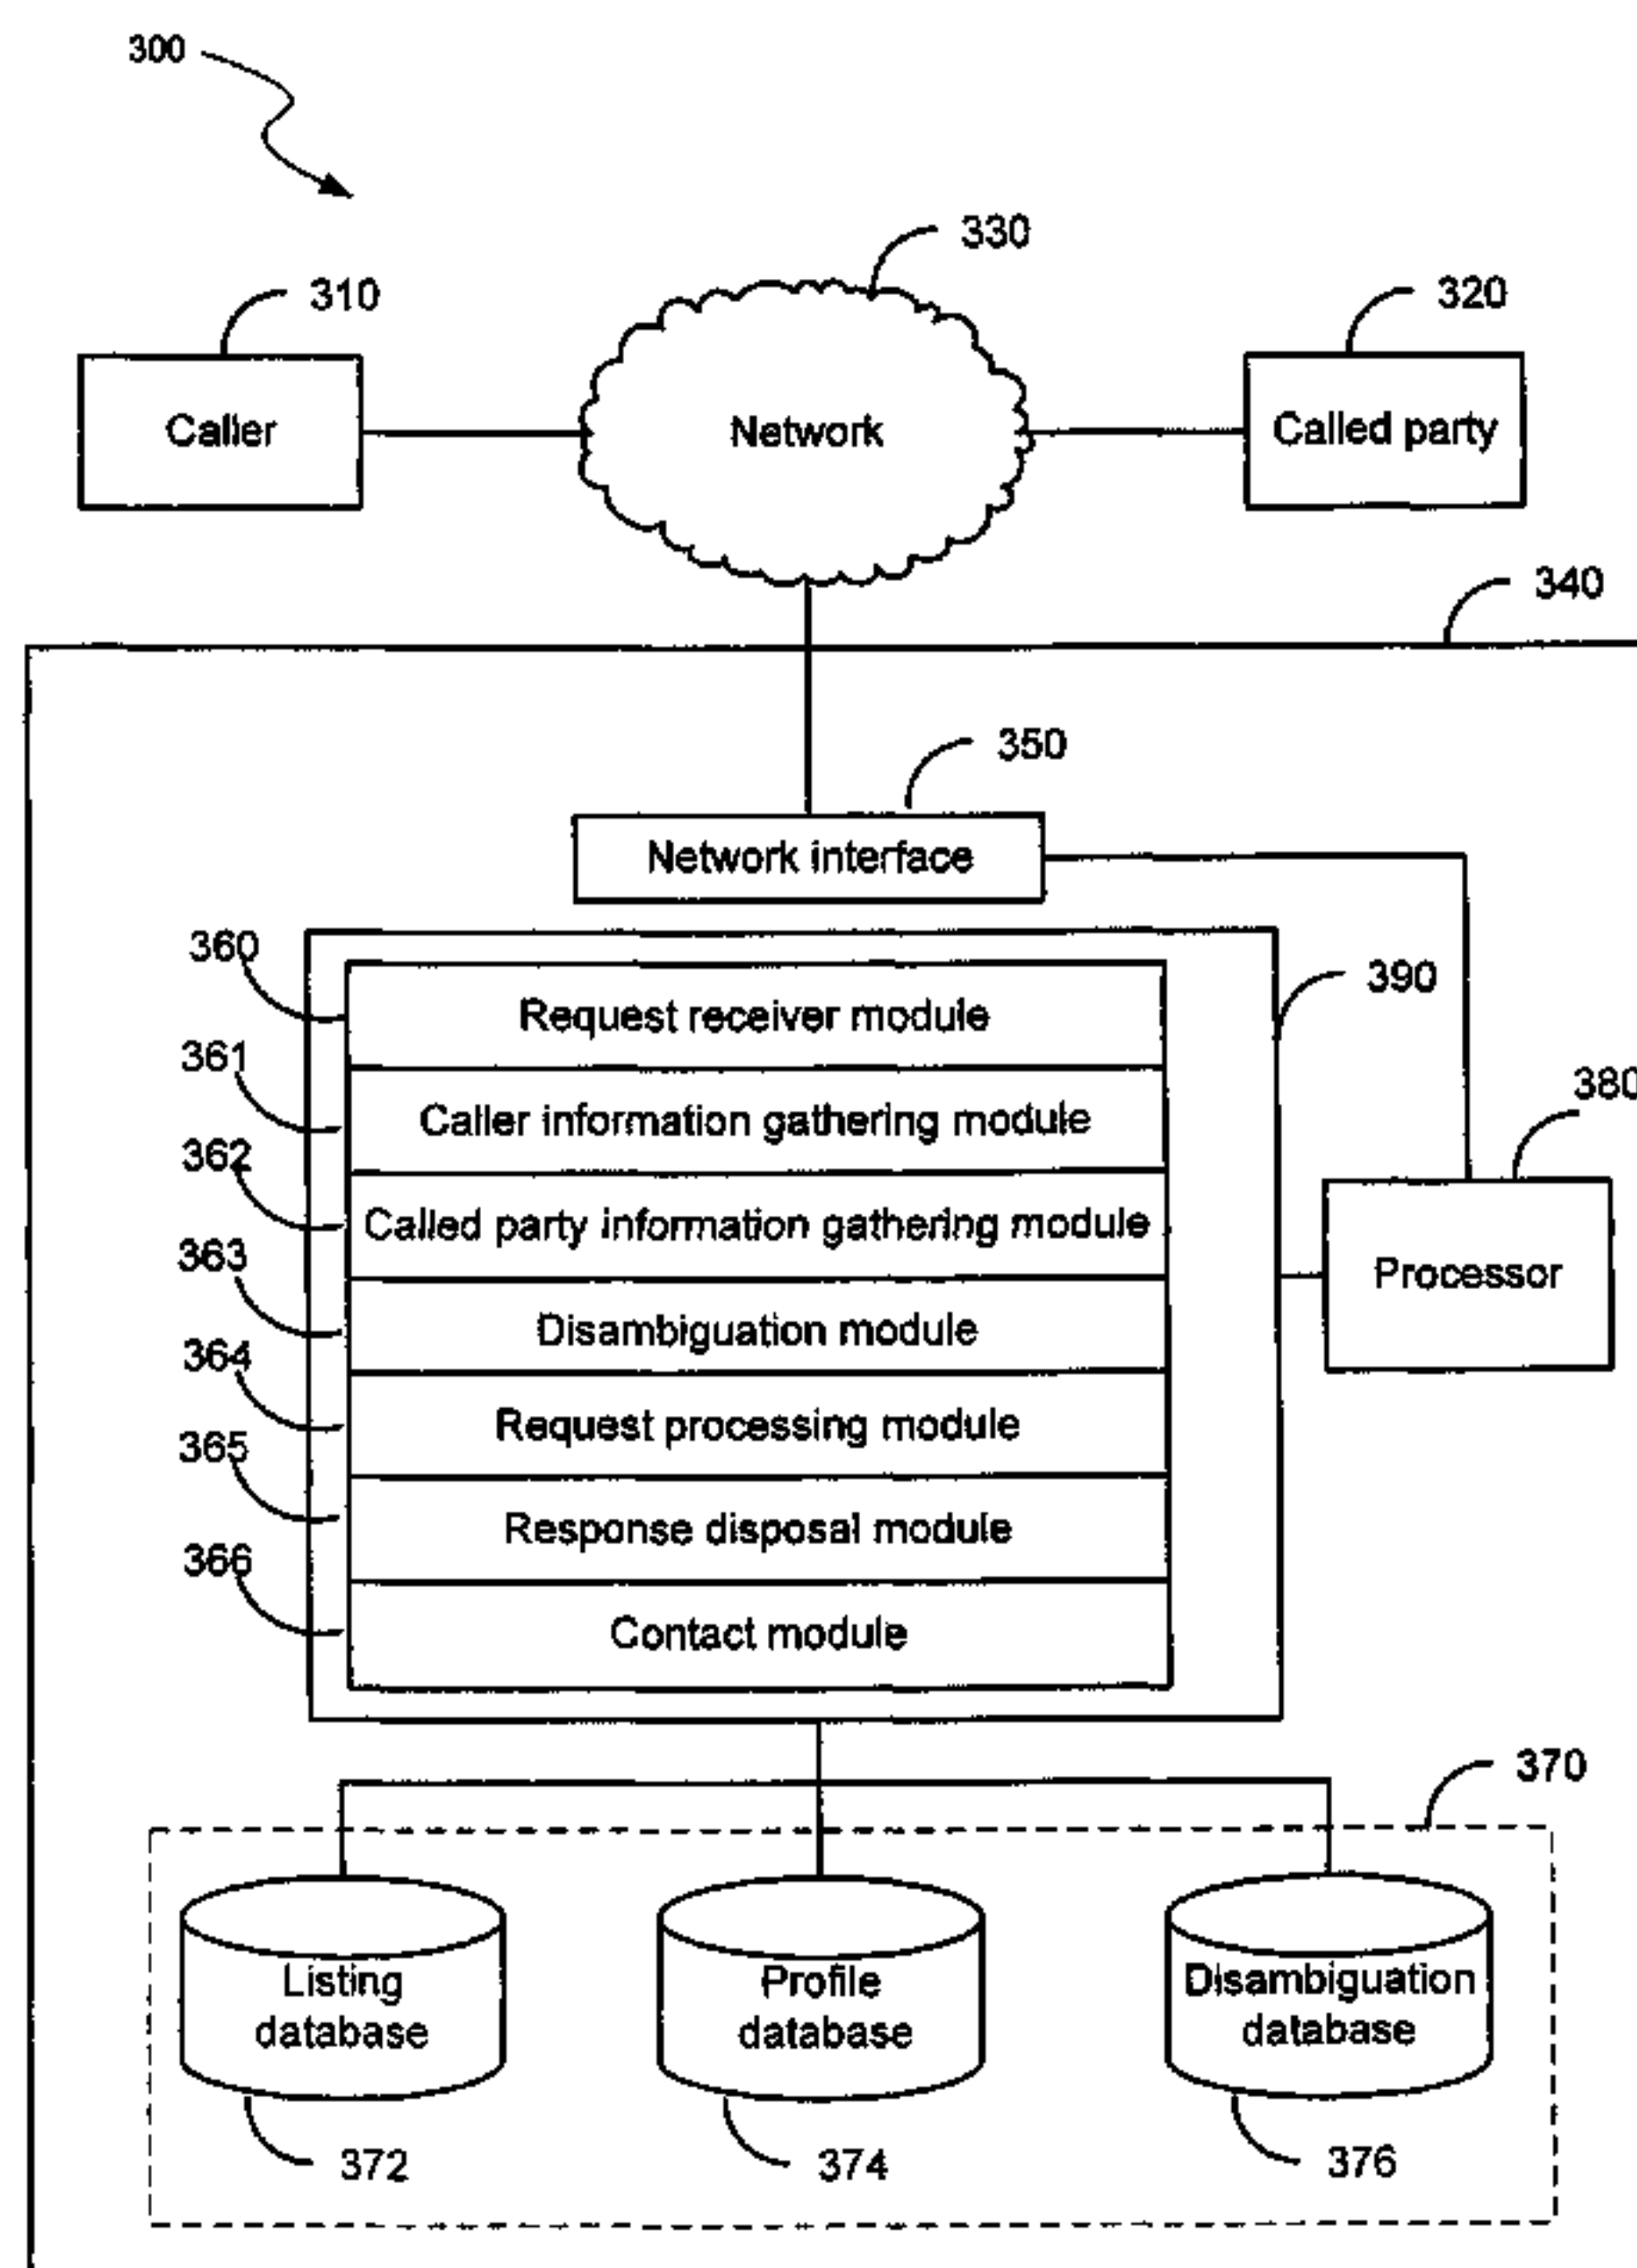 300
330
310
320
Caller
Network
Called party
340
350
Network interface
360
390
Request receiver module
361
380
Caller information gathering module
362
Called party information gathering module
363
Processor
Disambiguation module
364
Request processing module
365
Response disposal module
366
Contact module
370
Listing
database
Profile
database
Disambiguation
database
372
374
376